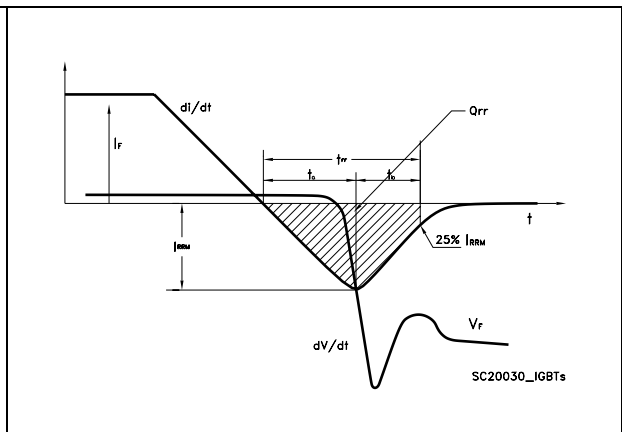 di/dt
Qrr
IF
trr
ta
tb
t
IRRM
25% IRRM
VF
dV/dt
SC20030_IGBTs